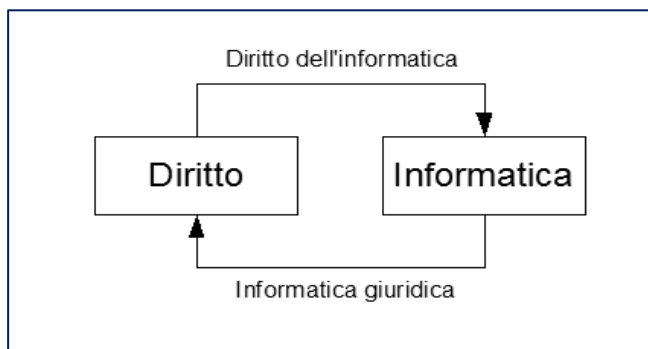 Diritto dell'informatica
Diritto
Informatica
Informatica giuridica